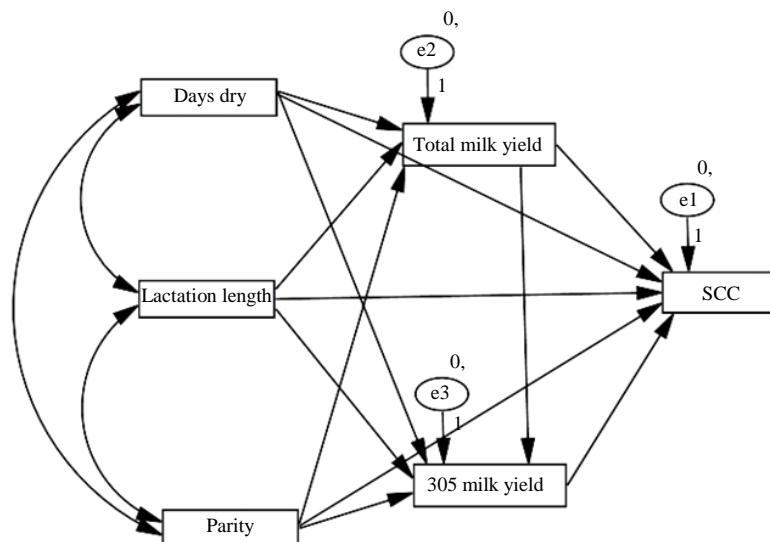 0,
e2
1
Days dry
Total milk yield
0,
e1
1
Lactation length
SCC
0,
e3
1
305 milk yield
Parity